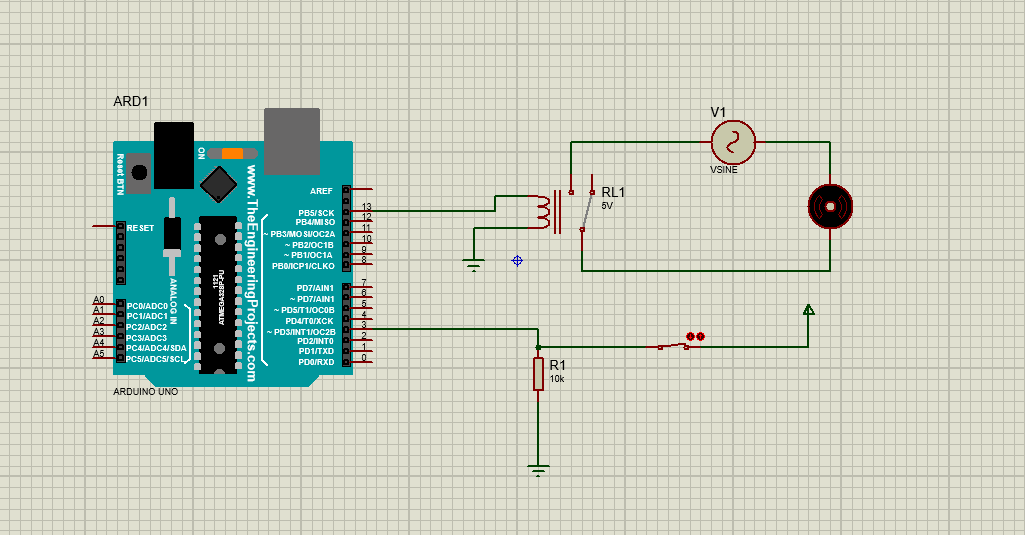 ARD1
ON
Reset BTN
www.TheEngineeringProjects.com
1121
ATMEGA328P-PU
ANALOG IN
RESET
AREF
PB5/SCK 13
PB4/MISO 12
~ PB3/MOSI/OC2A 11
~ PB2/OC1B 10
~ PB1/OC1A 9
PB0/ICP1/CLKO 8
PD7/AIN1 7
~ PD7/AIN1 6
~ PD5/T1/OC0B 5
PD4/T0/XCK 4
~ PD3/INT1/OC2B 3
PD2/INT0 2
PD1/TXD 1
PD0/RXD 0
A0 PC0/ADC0
A1 PC1/ADC1
A2 PC2/ADC2
A3 PC3/ADC3
A4 PC4/ADC4/SDA
A5 PC5/ADC5/SCL
ARDUINO UNO
V1
VSINE
RL1
5V
R1
10k